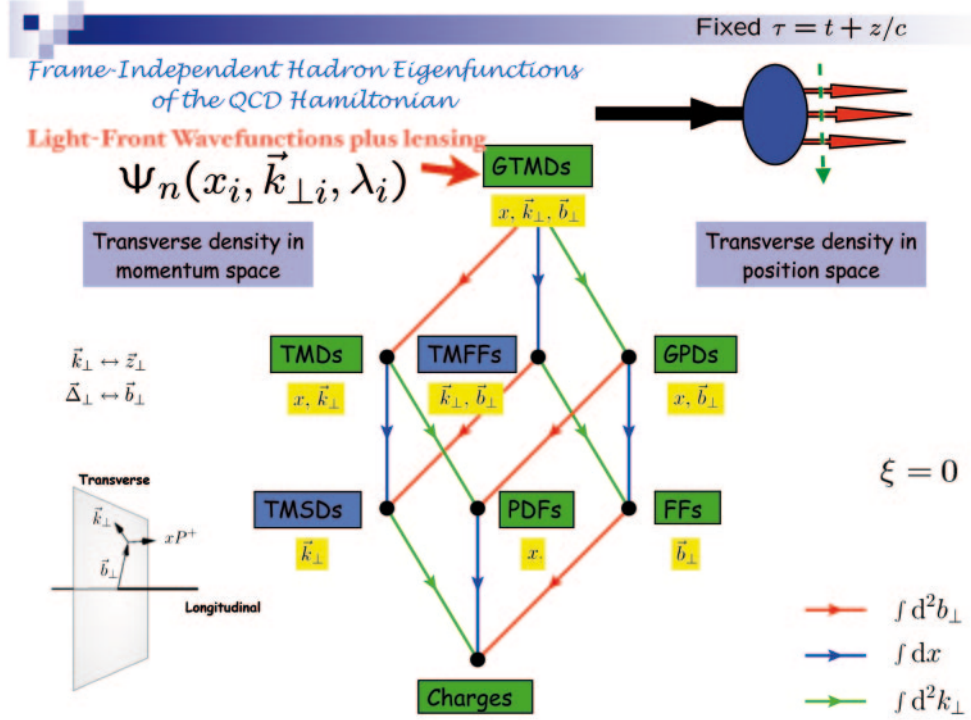 Fixed τ = t + z/c
Frame-Independent Hadron Eigenfunctions
of the QCD Hamiltonian
Light-Front Wavefunctions plus lensing
Ψₙ(xᵢ, k⃗⊥ᵢ, λᵢ)
GTMDs
x, k⃗⊥, b⃗⊥
Transverse density in
momentum space
Transverse density in
position space
TMDs
TMFFs
GPDs
x, k⃗⊥
k⃗⊥, b⃗⊥
x, b⃗⊥
k⃗⊥ ↔ z⃗⊥
Δ⃗⊥ ↔ b⃗⊥
ξ = 0
Transverse
k⃗⊥
xP⁺
b⃗⊥
Longitudinal
TMSDs
PDFs
FFs
k⃗⊥
x.
b⃗⊥
Charges
∫ d²b⊥
∫ dx
∫ d²k⊥